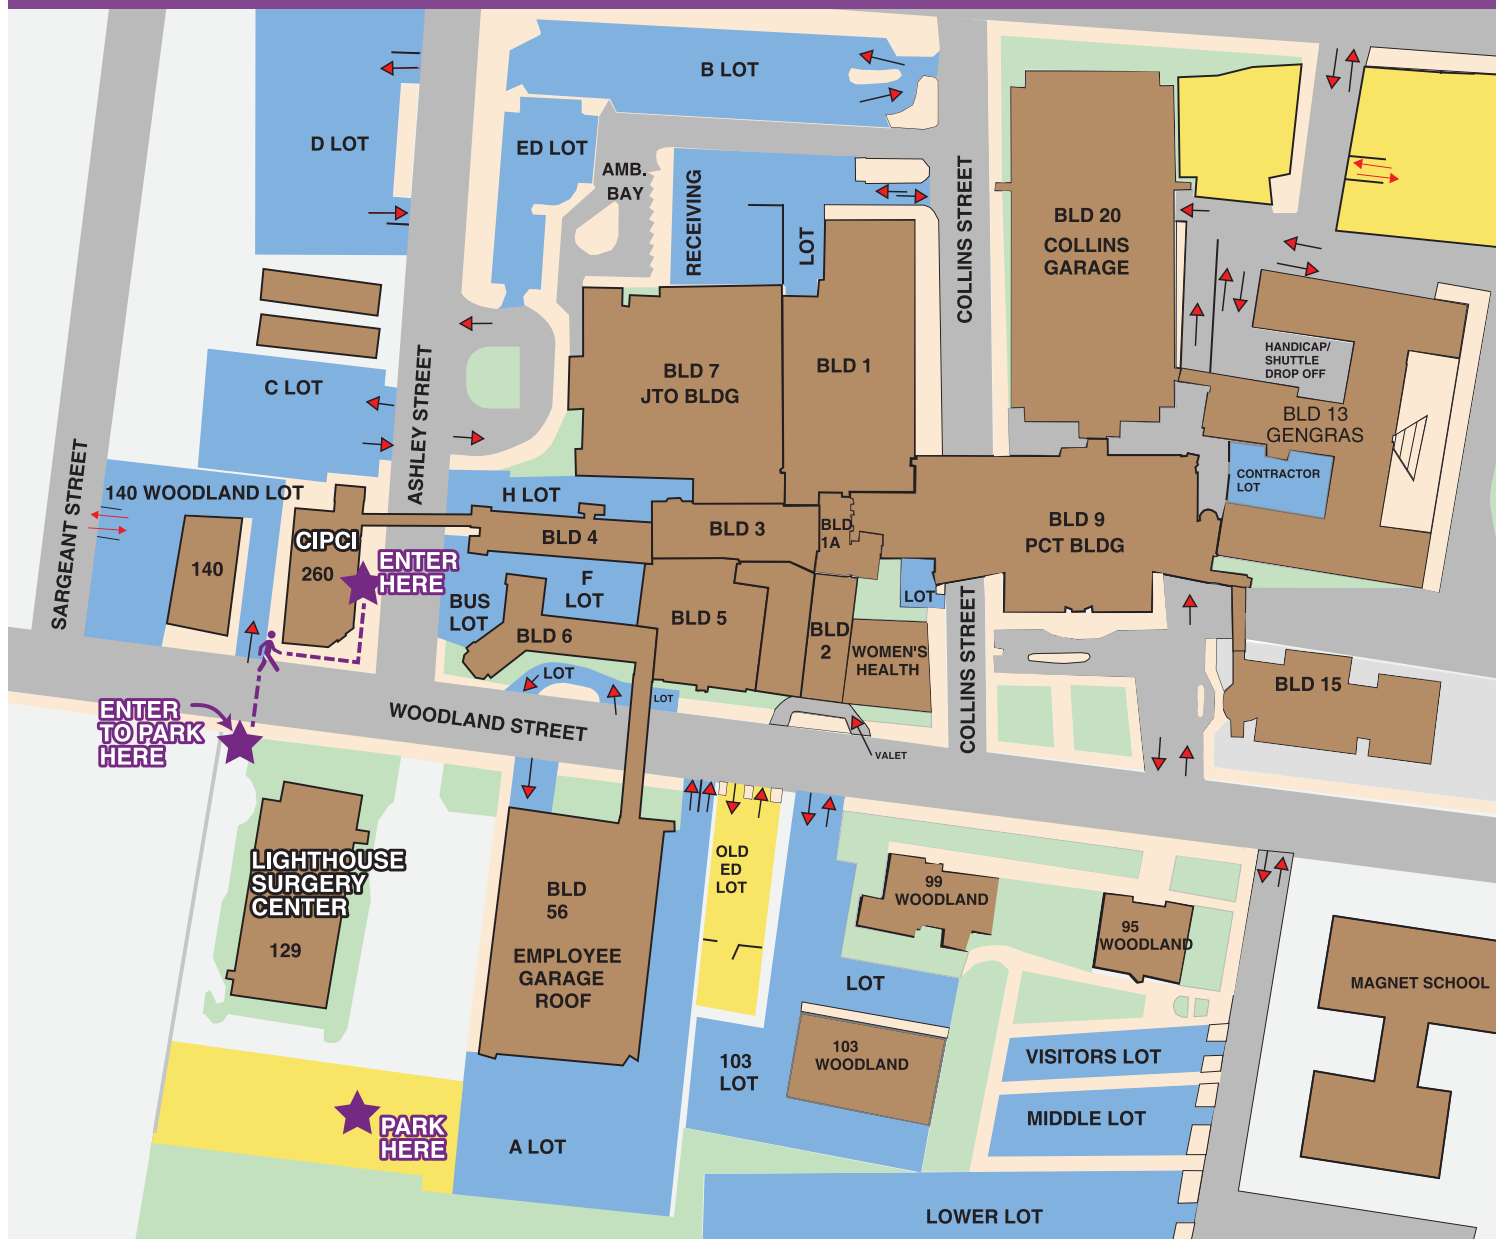 B LOT
D LOT
ED LOT
AMB.
BAY
RECEIVING
LOT
COLLINS STREET
BLD 20
COLLINS
GARAGE
HANDICAP/
SHUTTLE
DROP OFF
BLD 13
GENGRAS
CONTRACTOR
LOT
BLD 7
JTO BLDG
BLD 1
C LOT
ASHLEY STREET
SARGEANT STREET
140 WOODLAND LOT
H LOT
BLD 4
BLD 3
BLD
1A
BLD 9
PCT BLDG
CIPCI
260
140
ENTER
HERE
BUS
LOT
F
LOT
BLD 5
BLD 6
BLD
2
WOMEN'S
HEALTH
LOT
COLLINS STREET
BLD 15
LOT
LOT
WOODLAND STREET
VALET
ENTER
TO PARK
HERE
LIGHTHOUSE
SURGERY
CENTER
129
BLD
56
EMPLOYEE
GARAGE
ROOF
OLD
ED
LOT
99
WOODLAND
95
WOODLAND
LOT
MAGNET SCHOOL
103
LOT
103
WOODLAND
VISITORS LOT
MIDDLE LOT
PARK
HERE
A LOT
LOWER LOT